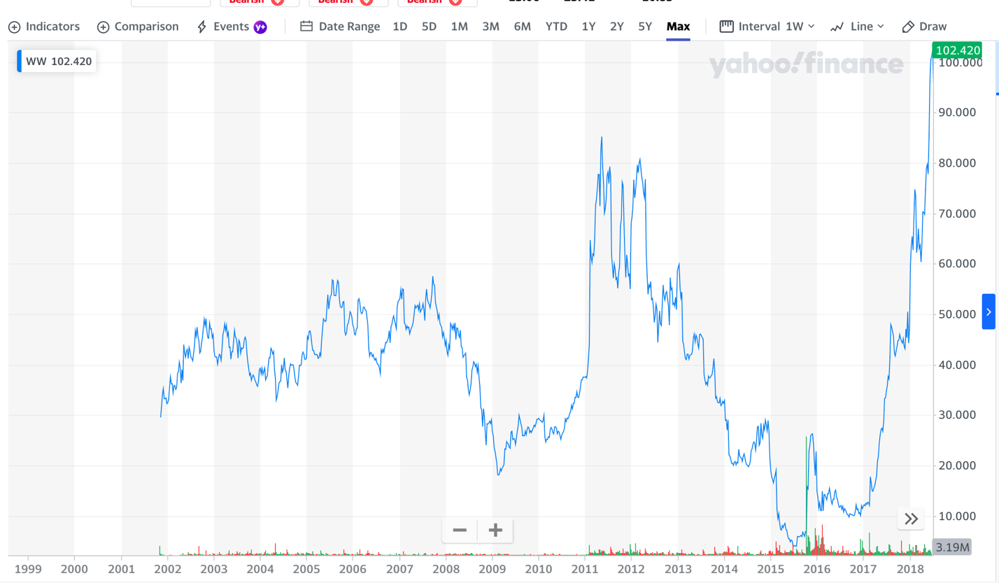 Bearish Bearish Bearish
Indicators Comparison Events y+ Date Range 1D 5D 1M 3M 6M YTD 1Y 2Y 5Y Max Interval 1W Line Draw
WW 102.420
yahoo!finance
102.420
100.000
90.000
80.000
70.000
60.000
50.000
40.000
30.000
20.000
10.000
3.19M
1999 2000 2001 2002 2003 2004 2005 2006 2007 2008 2009 2010 2011 2012 2013 2014 2015 2016 2017 2018